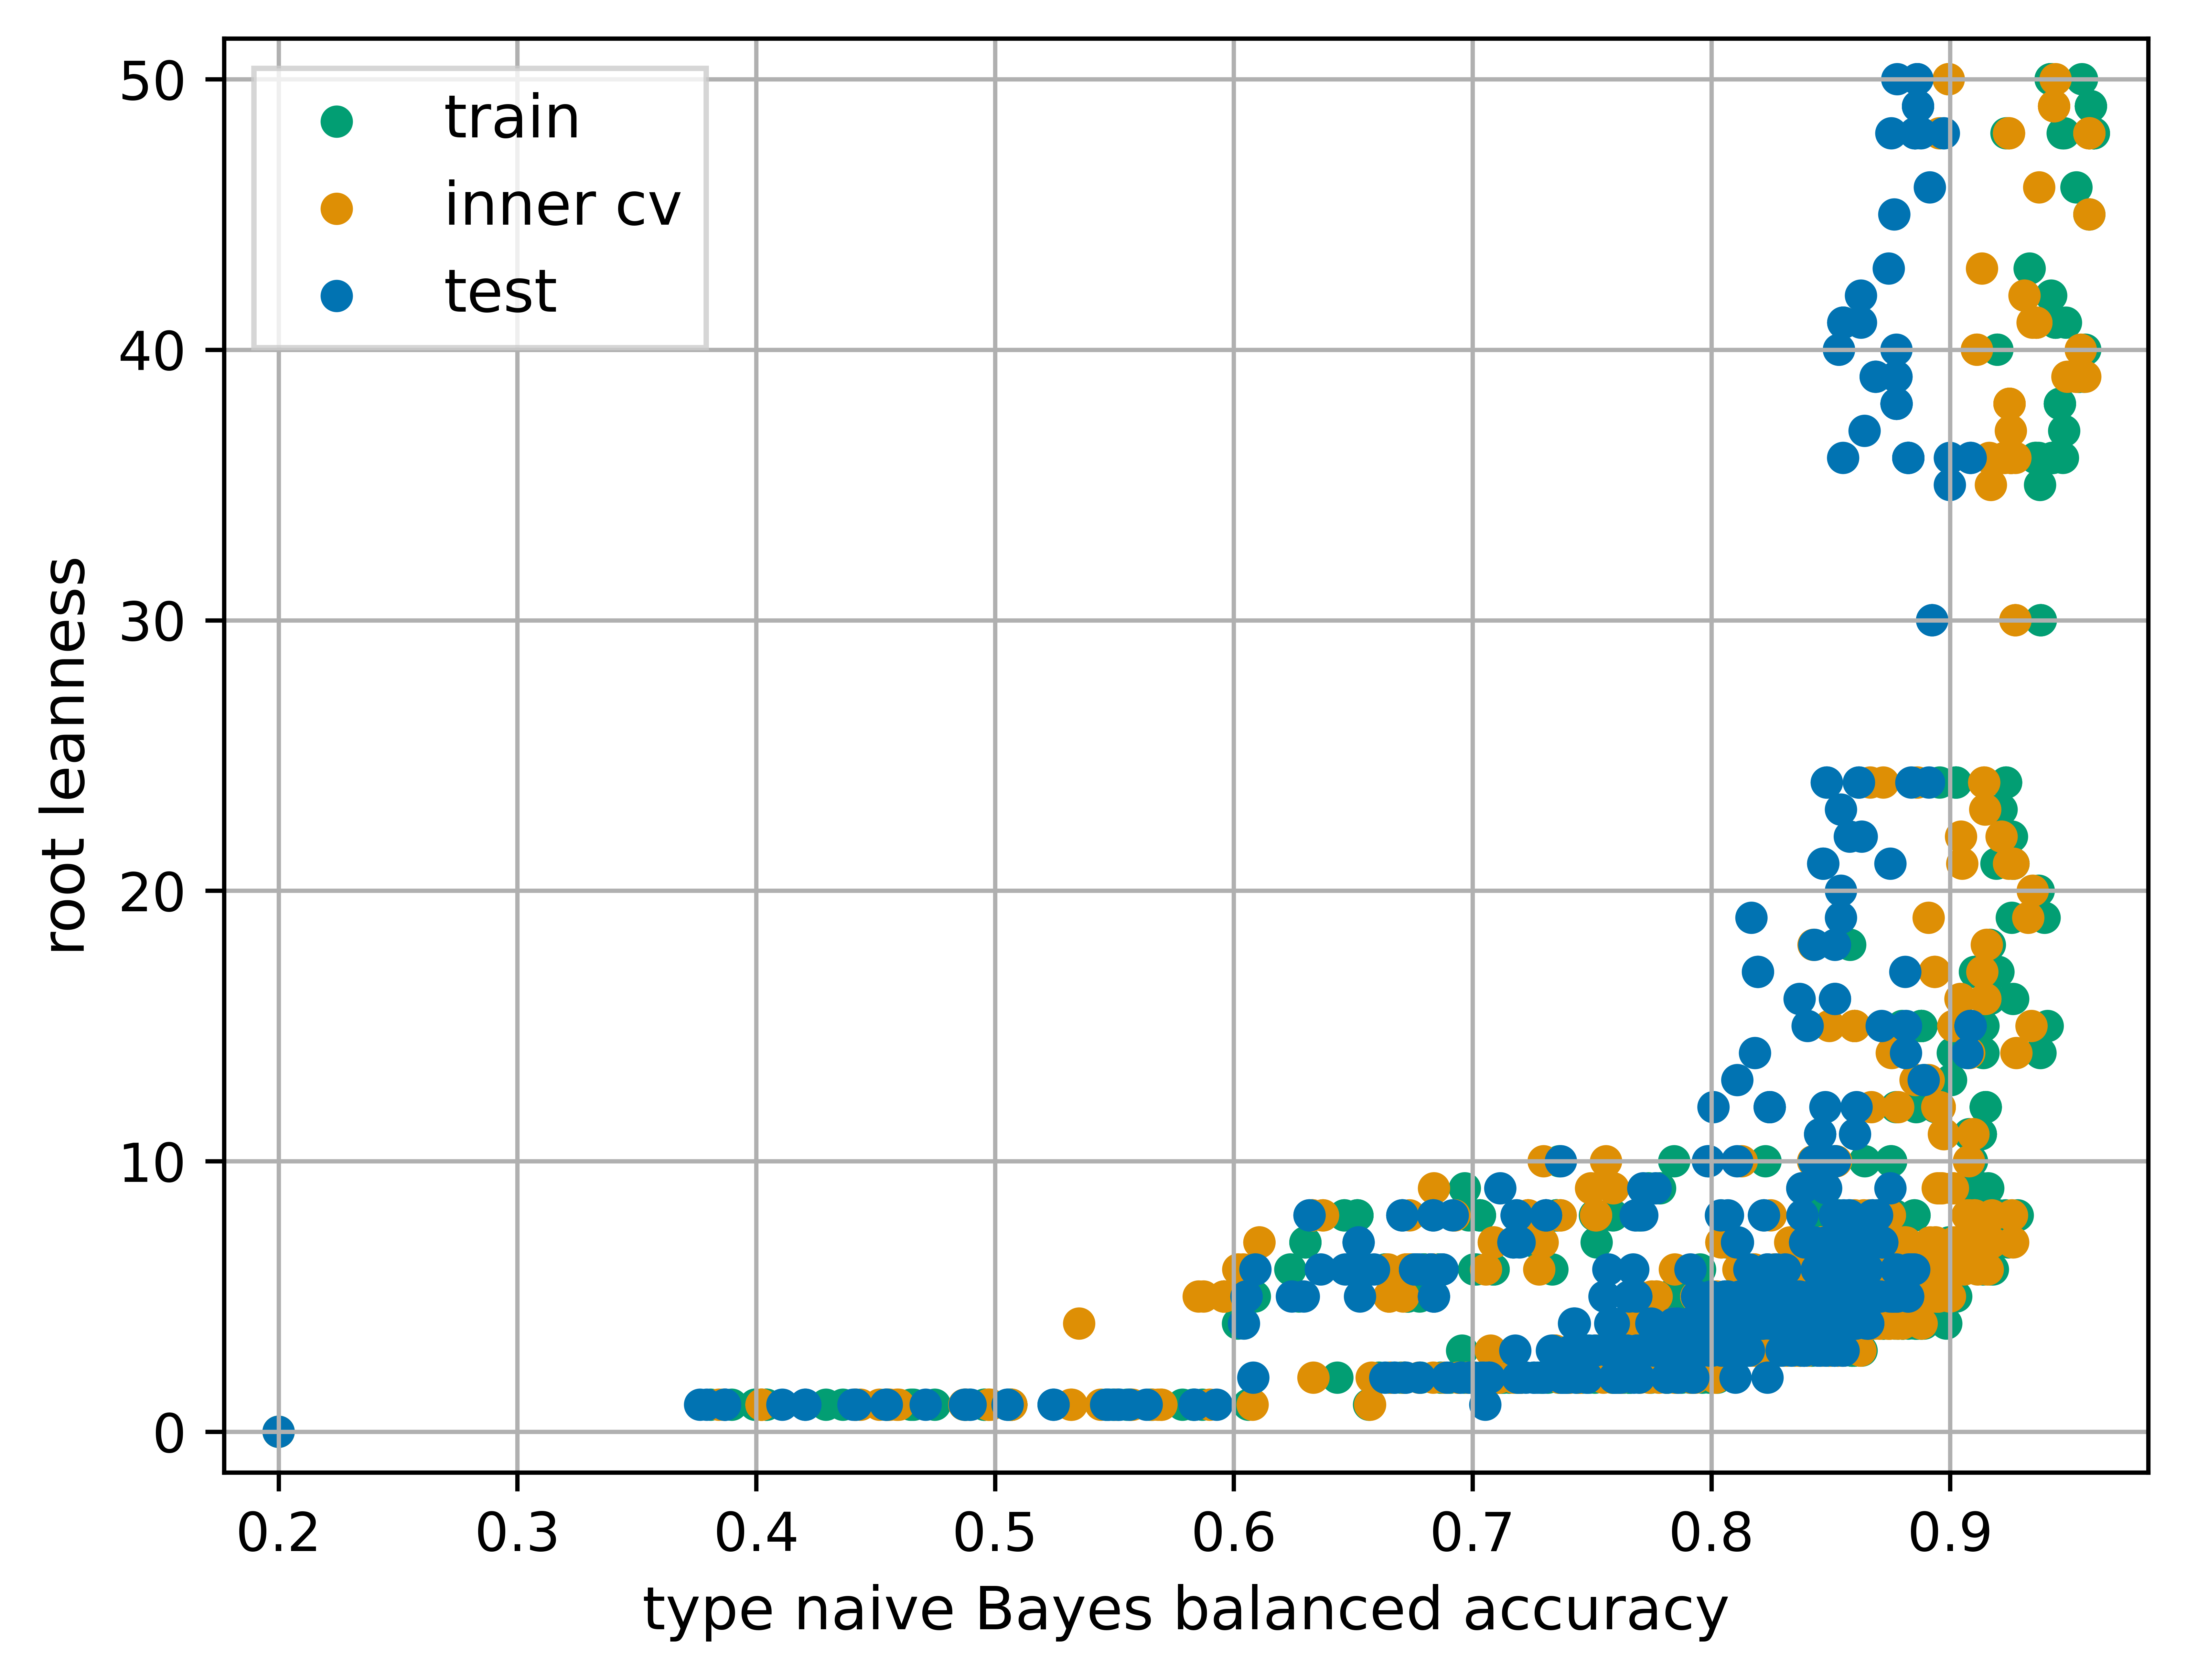 train
inner cv
test
50
40
30
20
10
0
root leanness
0.2 0.3 0.4 0.5 0.6 0.7 0.8 0.9
type naive Bayes balanced accuracy